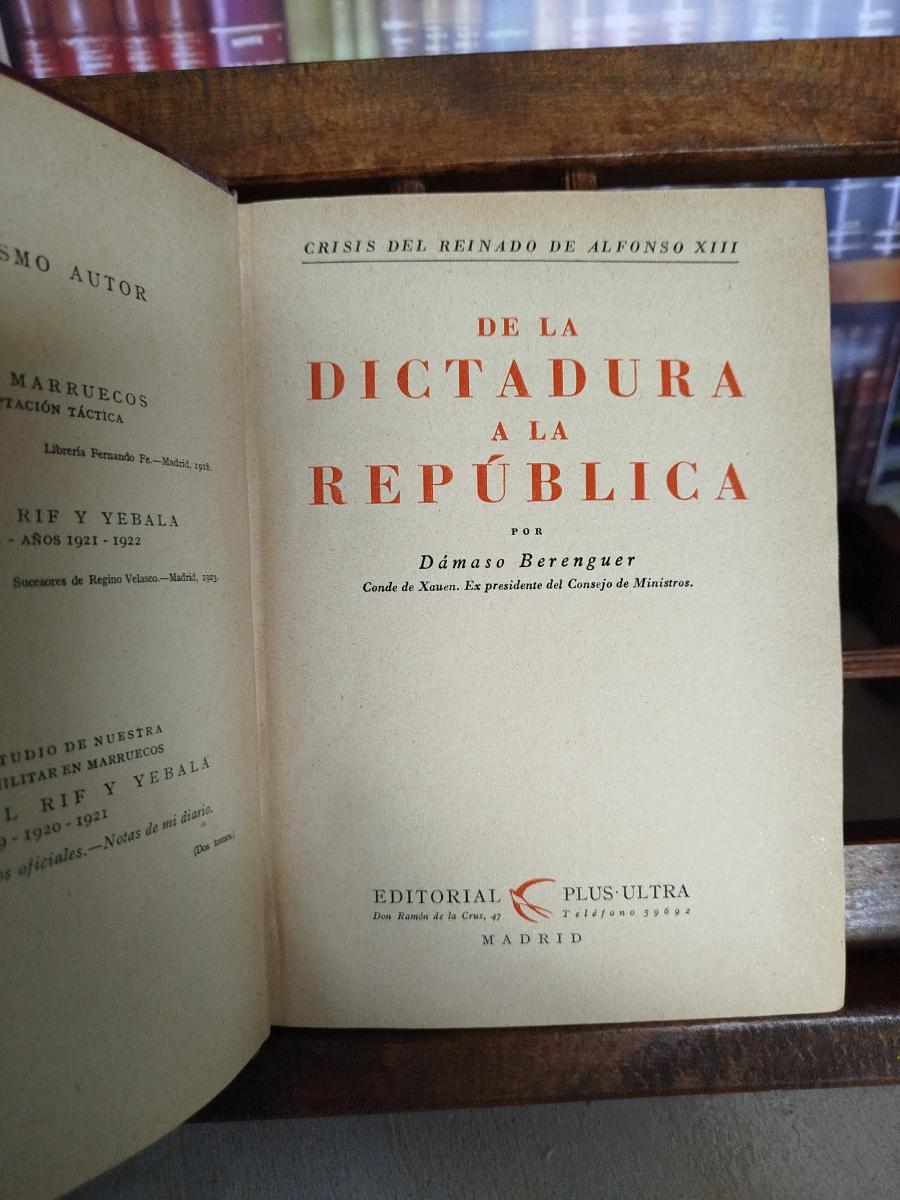 SMO AUTOR
MARRUECOS
PTACIÓN TÁCTICA
Librería Fernando Fe.—Madrid, 1918.
RIF Y YEBALA
- AÑOS 1921 - 1922
Sucesores de Regino Velasco.—Madrid, 1923.
TUDIO DE NUESTRA
MILITAR EN MARRUECOS
L RIF Y YEBALA
9 - 1920 - 1921
os oficiales.—Notas de mi diario.
(Dos tomos.)
CRISIS DEL REINADO DE ALFONSO XIII
DE LA
DICTADURA
A LA
REPÚBLICA
POR
Dámaso Berenguer
Conde de Xauen. Ex presidente del Consejo de Ministros.
EDITORIAL PLUS·ULTRA
Don Ramón de la Cruz, 47 Teléfono 59692
MADRID